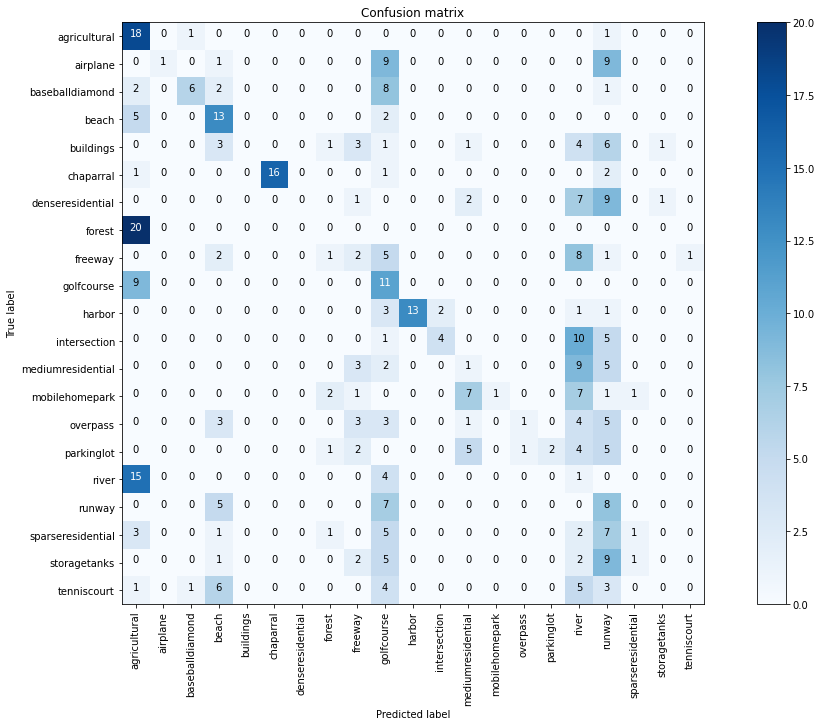 Confusion matrix
agricultural 18 0 1 0 0 0 0 0 0 0 0 0 0 0 0 0 0 1 0 0 0
airplane 0 1 0 1 0 0 0 0 0 9 0 0 0 0 0 0 0 9 0 0 0
baseballdiamond 2 0 6 2 0 0 0 0 0 8 0 0 0 0 0 0 0 1 0 0 0
beach 5 0 0 13 0 0 0 0 0 2 0 0 0 0 0 0 0 0 0 0 0
buildings 0 0 0 3 0 0 0 1 3 1 0 0 1 0 0 0 4 6 0 1 0
chaparral 1 0 0 0 0 16 0 0 0 1 0 0 0 0 0 0 0 2 0 0 0
denseresidential 0 0 0 0 0 0 0 0 1 0 0 0 2 0 0 0 7 9 0 1 0
forest 20 0 0 0 0 0 0 0 0 0 0 0 0 0 0 0 0 0 0 0 0
freeway 0 0 0 2 0 0 0 1 2 5 0 0 0 0 0 0 8 1 0 0 1
golfcourse 9 0 0 0 0 0 0 0 0 11 0 0 0 0 0 0 0 0 0 0 0
harbor 0 0 0 0 0 0 0 0 0 3 13 2 0 0 0 0 1 1 0 0 0
intersection 0 0 0 0 0 0 0 0 0 1 0 4 0 0 0 0 10 5 0 0 0
mediumresidential 0 0 0 0 0 0 0 0 3 2 0 0 1 0 0 0 9 5 0 0 0
mobilehomepark 0 0 0 0 0 0 0 2 1 0 0 0 7 1 0 0 7 1 1 0 0
overpass 0 0 0 3 0 0 0 0 3 3 0 0 1 0 1 0 4 5 0 0 0
parkinglot 0 0 0 0 0 0 0 1 2 0 0 0 5 0 1 2 4 5 0 0 0
river 15 0 0 0 0 0 0 0 0 4 0 0 0 0 0 0 1 0 0 0 0
runway 0 0 0 5 0 0 0 0 0 7 0 0 0 0 0 0 0 8 0 0 0
sparseresidential 3 0 0 1 0 0 0 1 0 5 0 0 0 0 0 0 2 7 1 0 0
storagetanks 0 0 0 1 0 0 0 0 2 5 0 0 0 0 0 0 2 9 1 0 0
tenniscourt 1 0 1 6 0 0 0 0 0 4 0 0 0 0 0 0 5 3 0 0 0
True label
agricultural
airplane
baseballdiamond
beach
buildings
chaparral
denseresidential
forest
freeway
golfcourse
harbor
intersection
mediumresidential
mobilehomepark
overpass
parkinglot
river
runway
sparseresidential
storagetanks
tenniscourt
Predicted label
20.0
17.5
15.0
12.5
10.0
7.5
5.0
2.5
0.0